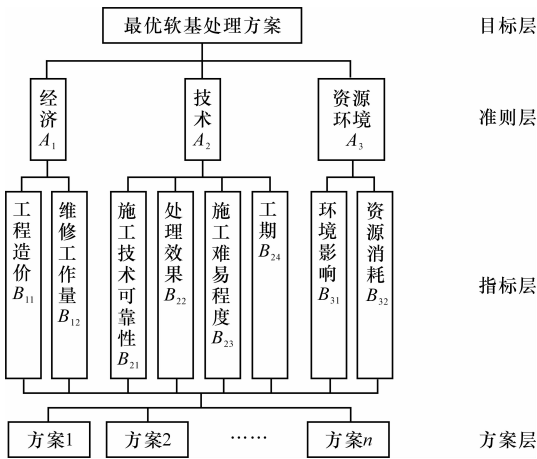 最优软基处理方案
目标层
经济 A₁
技术 A₂
资源环境 A₃
准则层
工程造价 B₁₁
维修工作量 B₁₂
施工技术可靠性 B₂₁
处理效果 B₂₂
施工难易程度 B₂₃
工期 B₂₄
环境影响 B₃₁
资源消耗 B₃₂
指标层
方案1
方案2
……
方案n
方案层